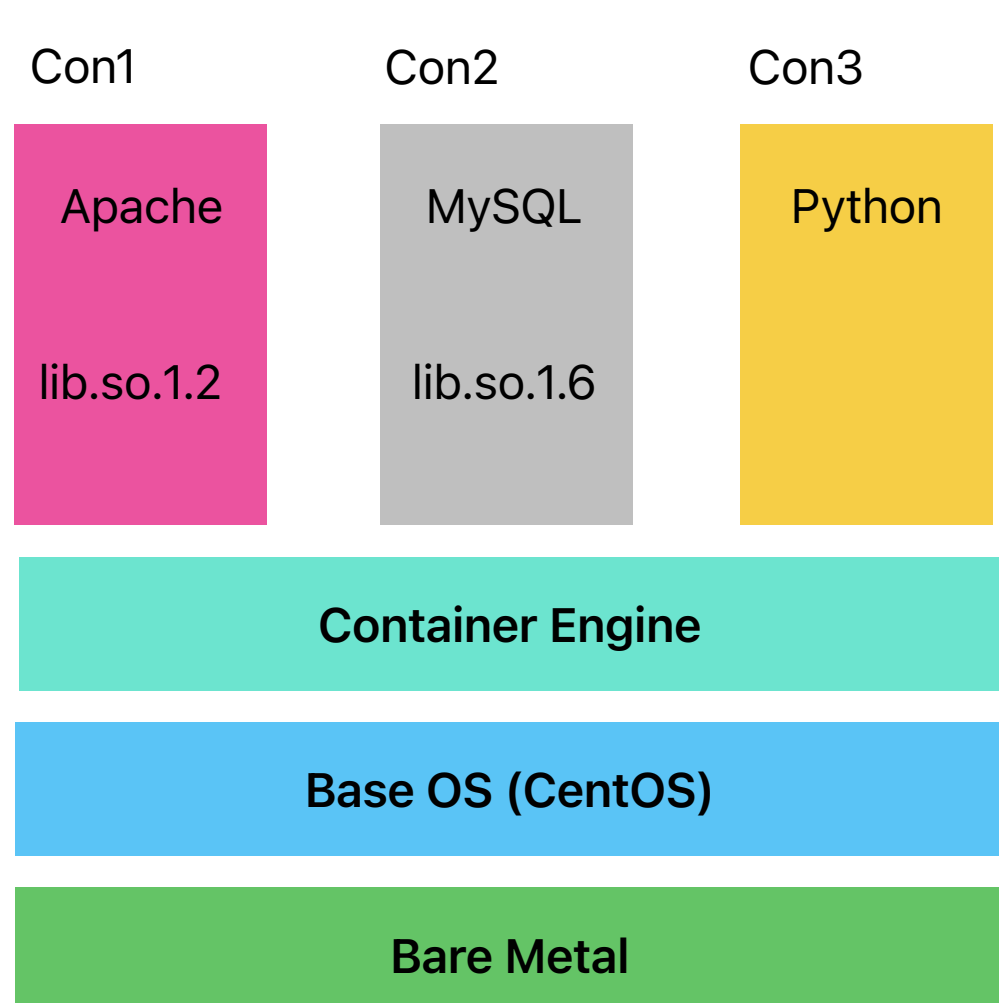 Con1
Con2
Con3
Apache
MySQL
Python
lib.so.1.2
lib.so.1.6
Container Engine
Base OS (CentOS)
Bare Metal